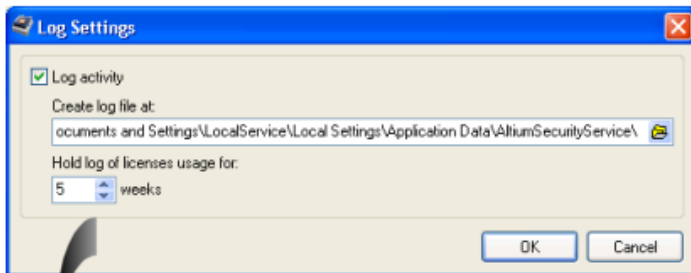 Log Settings
Log activity
Create log file at:
ocuments and Settings\LocalService\Local Settings\Application Data\AltiumSecurityService\
Hold log of licenses usage for:
5 weeks
OK Cancel